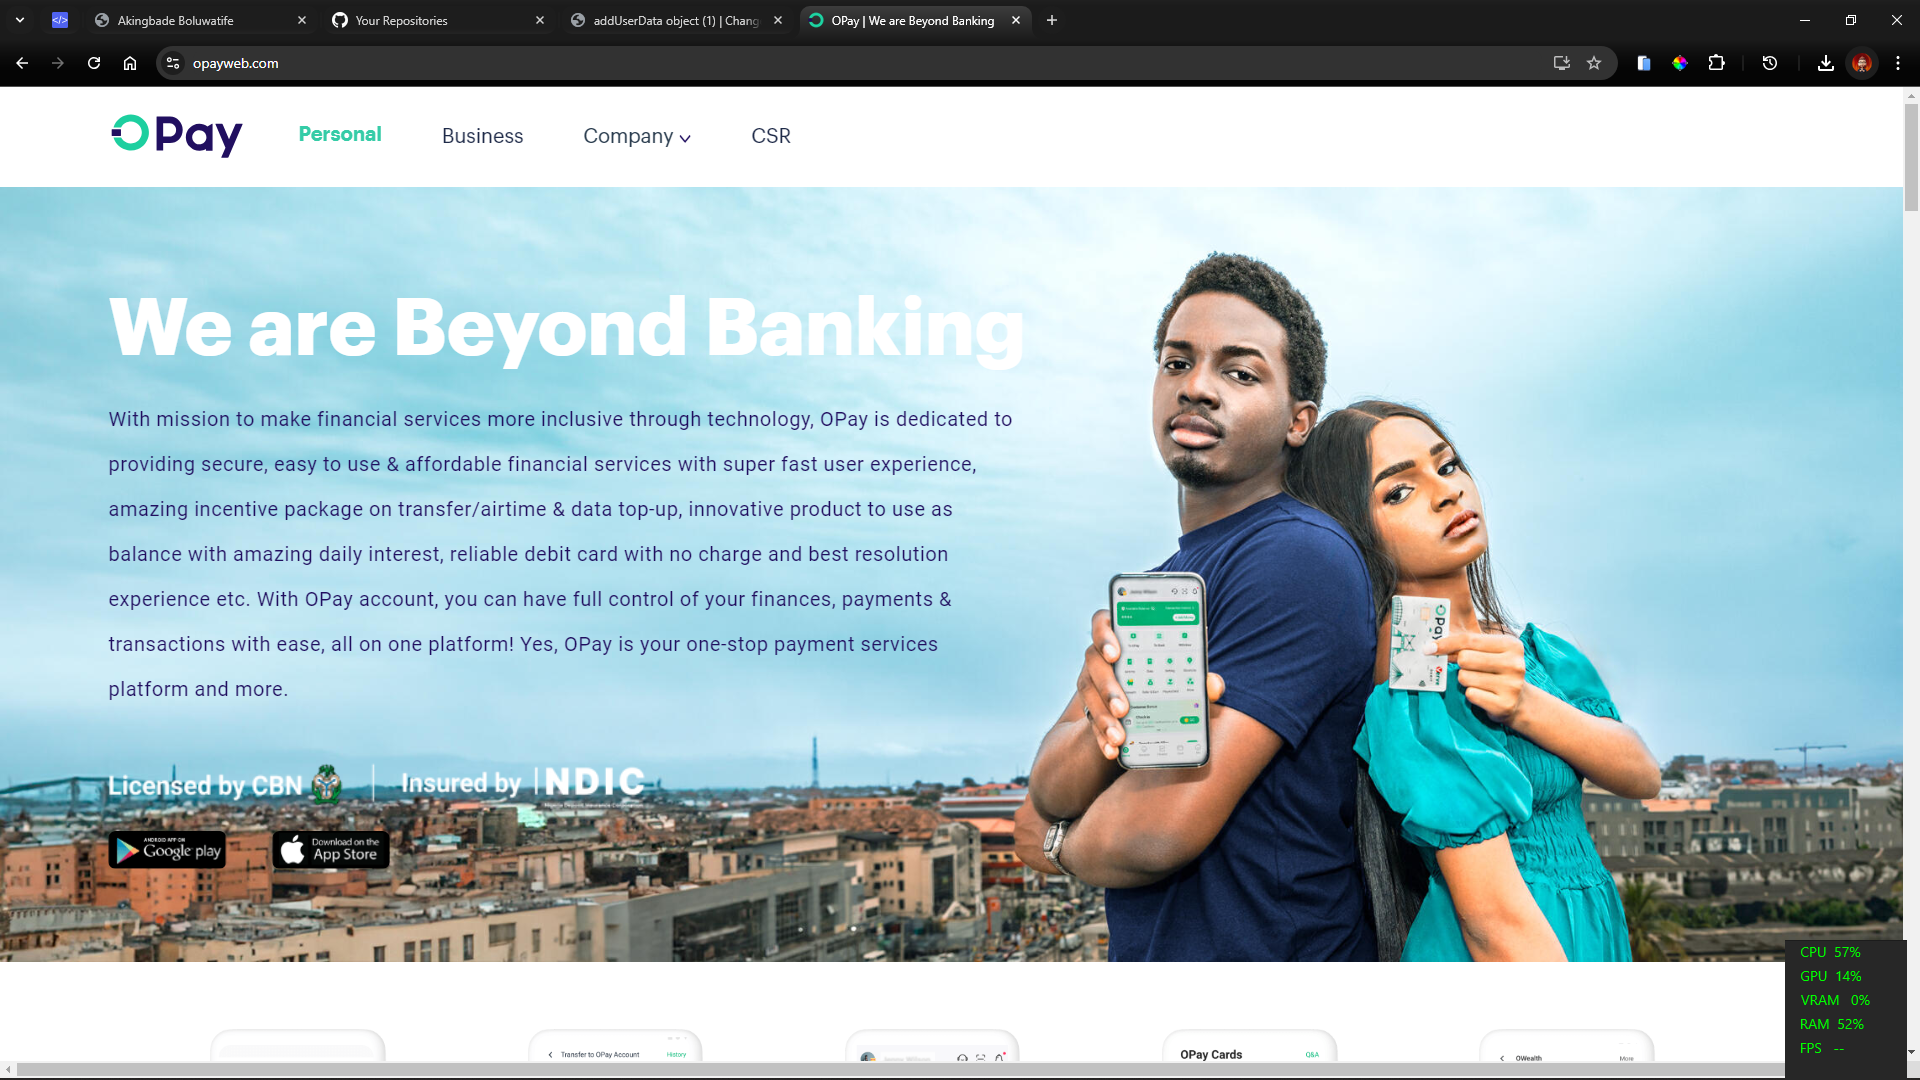 Akingbade Boluwatife
Your Repositories
addUserData object (1) | Chang
OPay | We are Beyond Banking
opayweb.com
OPay
Personal
Business
Company
CSR
We are Beyond Banking
With mission to make financial services more inclusive through technology, OPay is dedicated to
providing secure, easy to use & affordable financial services with super fast user experience,
amazing incentive package on transfer/airtime & data top-up, innovative product to use as
balance with amazing daily interest, reliable debit card with no charge and best resolution
experience etc. With OPay account, you can have full control of your finances, payments &
transactions with ease, all on one platform! Yes, OPay is your one-stop payment services
platform and more.
Licensed by CBN
Insured by
NDIC
ANDROID APP ON
Google play
Download on the
App Store
OPay
CPU 57%
GPU 14%
VRAM 0%
RAM 52%
FPS --
Transfer to OPay Account
History
OPay Cards
Q&A
OWealth
More